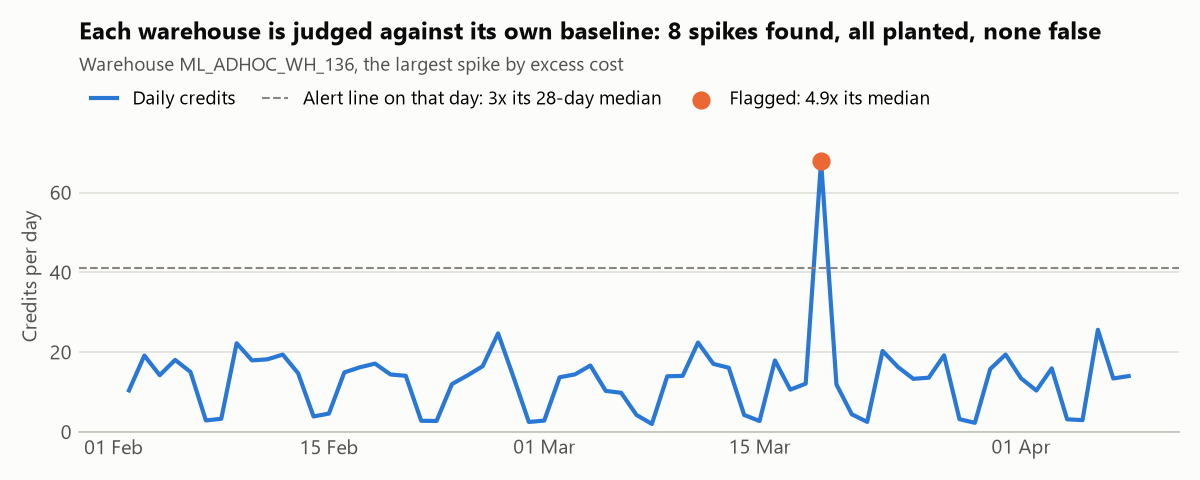 Each warehouse is judged against its own baseline: 8 spikes found, all planted, none false
Warehouse ML_ADHOC_WH_136, the largest spike by excess cost
Daily credits
Alert line on that day: 3x its 28-day median
Flagged: 4.9x its median
Credits per day
60
40
20
0
01 Feb
15 Feb
01 Mar
15 Mar
01 Apr